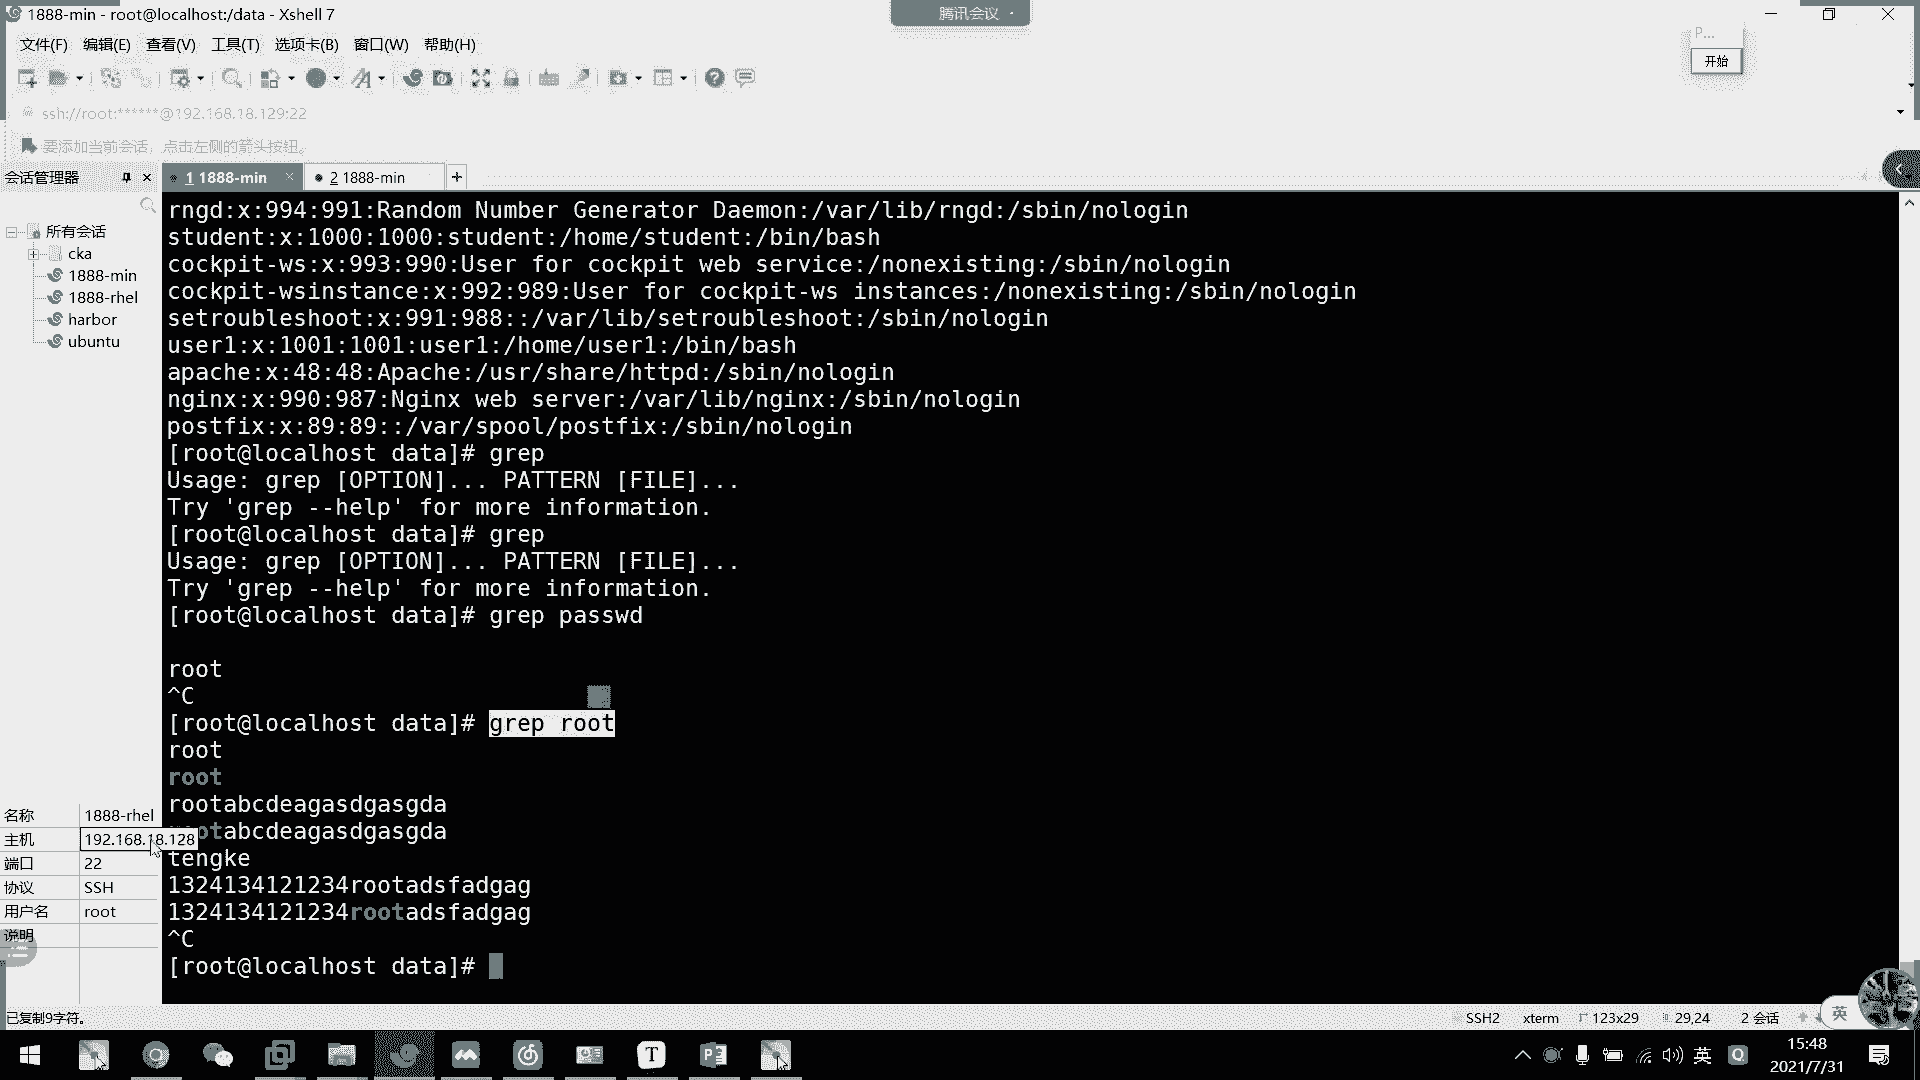 1888-min - root@localhost:/data - Xshell 7
腾讯会议
文件(F) 编辑(E) 查看(V) 工具(T) 选项卡(B) 窗口(W) 帮助(H)
P...
开始
ssh://root:******@192.168.18.129:22
要添加当前会话，点击左侧的箭头按钮。
会话管理器
1 1888-min
2 1888-min
所有会话
cka
1888-min
1888-rhel
harbor
ubuntu
rngd:x:994:991:Random Number Generator Daemon:/var/lib/rngd:/sbin/nologin
student:x:1000:1000:student:/home/student:/bin/bash
cockpit-ws:x:993:990:User for cockpit web service:/nonexisting:/sbin/nologin
cockpit-wsinstance:x:992:989:User for cockpit-ws instances:/nonexisting:/sbin/nologin
setroubleshoot:x:991:988::/var/lib/setroubleshoot:/sbin/nologin
user1:x:1001:1001:user1:/home/user1:/bin/bash
apache:x:48:48:Apache:/usr/share/httpd:/sbin/nologin
nginx:x:990:987:Nginx web server:/var/lib/nginx:/sbin/nologin
postfix:x:89:89::/var/spool/postfix:/sbin/nologin
[root@localhost data]# grep
Usage: grep [OPTION]... PATTERN [FILE]...
Try 'grep --help' for more information.
[root@localhost data]# grep
Usage: grep [OPTION]... PATTERN [FILE]...
Try 'grep --help' for more information.
[root@localhost data]# grep passwd
root
^C
[root@localhost data]# grep root
root
root
rootabcdeagasdgasgda
rootabcdeagasdgasgda
tengke
1324134121234rootadsfadgag
1324134121234rootadsfadgag
^C
[root@localhost data]#
名称 1888-rhel
主机 192.168.18.128
端口 22
协议 SSH
用户名 root
说明
已复制9字符。
SSH2 xterm 123x29 29,24 2 会话
英
英
15:48
2021/7/31